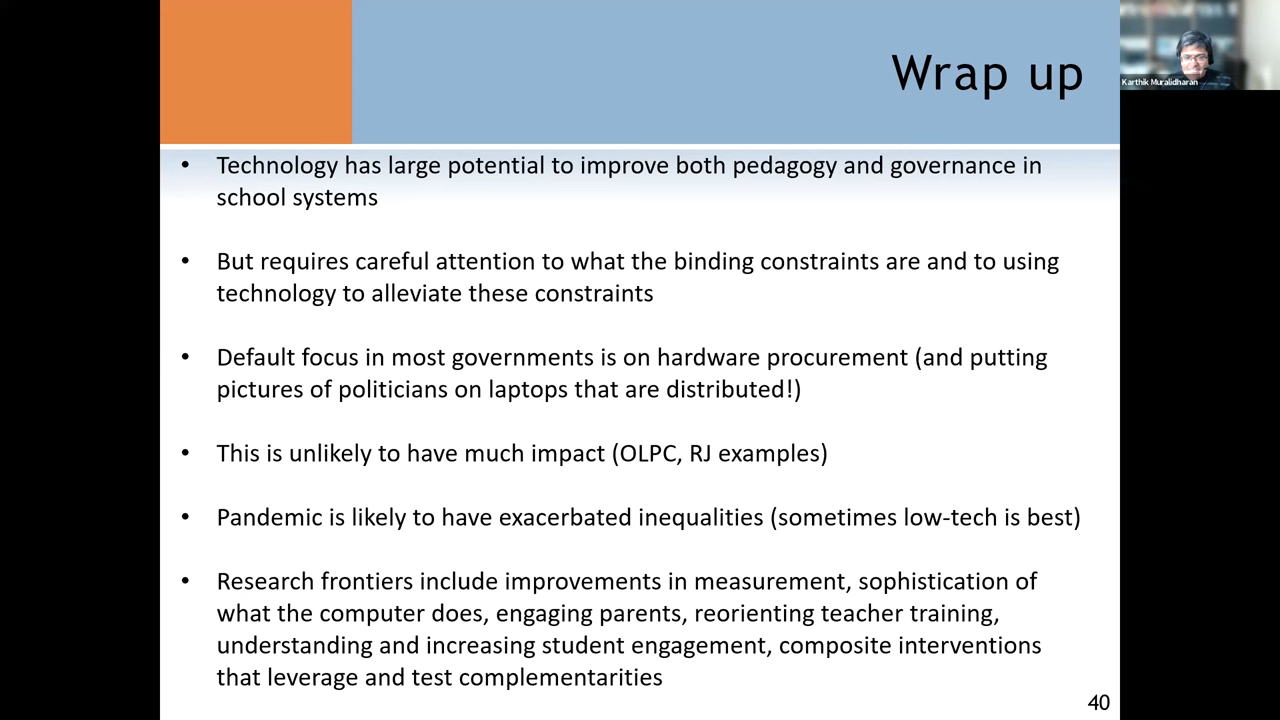 Wrap up
Karthik Muralidharan
• Technology has large potential to improve both pedagogy and governance in
school systems
• But requires careful attention to what the binding constraints are and to using
technology to alleviate these constraints
• Default focus in most governments is on hardware procurement (and putting
pictures of politicians on laptops that are distributed!)
• This is unlikely to have much impact (OLPC, RJ examples)
• Pandemic is likely to have exacerbated inequalities (sometimes low-tech is best)
• Research frontiers include improvements in measurement, sophistication of
what the computer does, engaging parents, reorienting teacher training,
understanding and increasing student engagement, composite interventions
that leverage and test complementarities
40